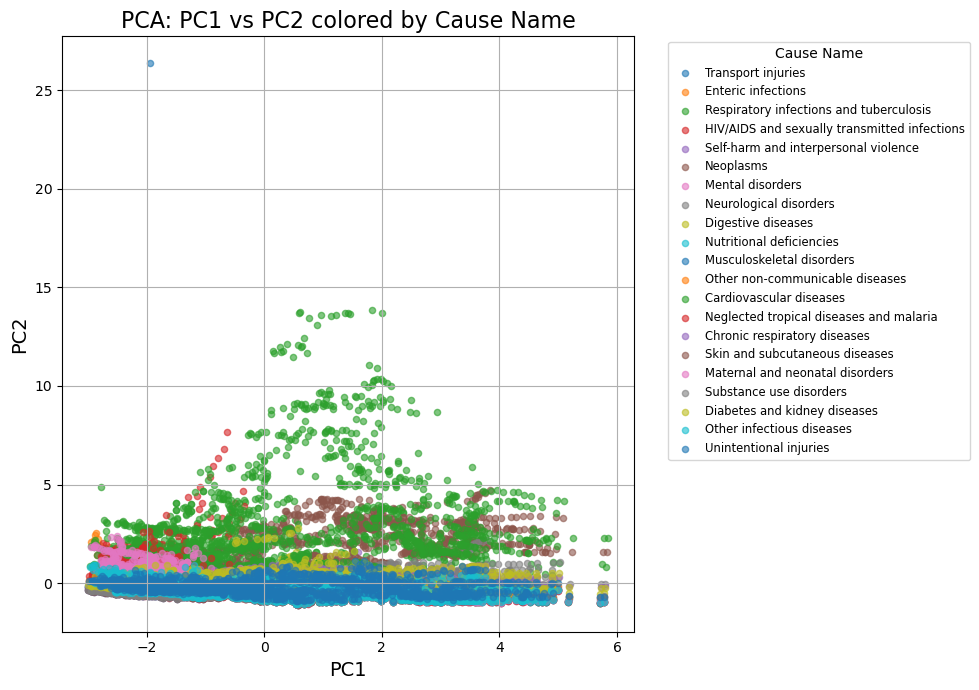 PCA: PC1 vs PC2 colored by Cause Name
Cause Name
Transport injuries
Enteric infections
Respiratory infections and tuberculosis
HIV/AIDS and sexually transmitted infections
Self-harm and interpersonal violence
Neoplasms
Mental disorders
Neurological disorders
Digestive diseases
Nutritional deficiencies
Musculoskeletal disorders
Other non-communicable diseases
Cardiovascular diseases
Neglected tropical diseases and malaria
Chronic respiratory diseases
Skin and subcutaneous diseases
Maternal and neonatal disorders
Substance use disorders
Diabetes and kidney diseases
Other infectious diseases
Unintentional injuries
PC2
25
20
15
10
5
0
−2 0 2 4 6
PC1